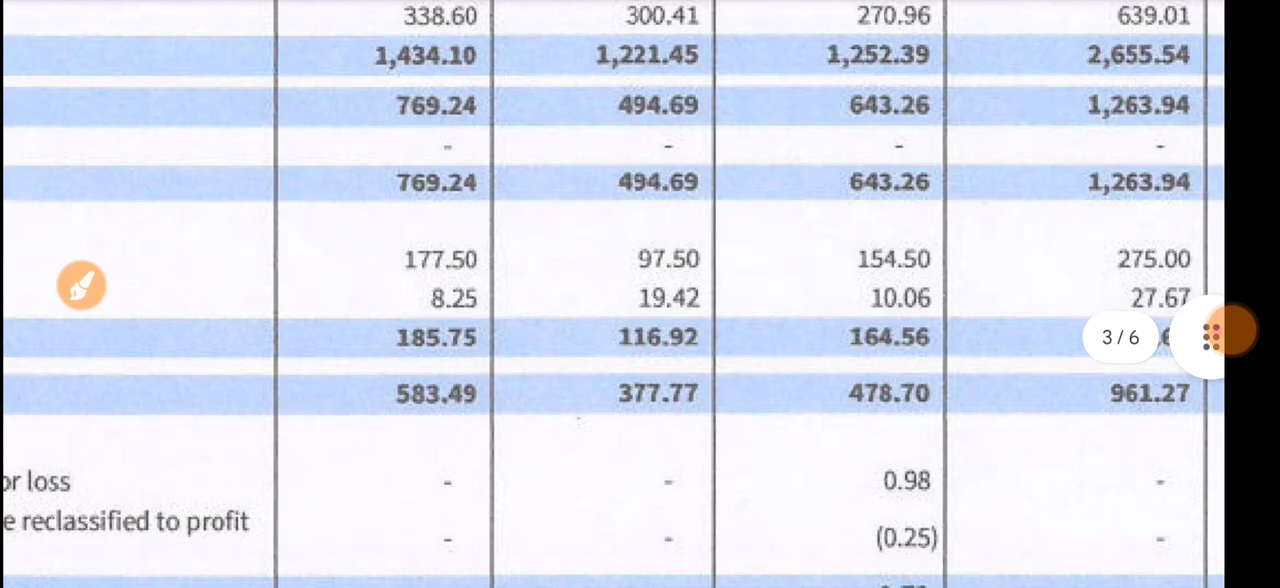 338.60 300.41 270.96 639.01
1,434.10 1,221.45 1,252.39 2,655.54
769.24 494.69 643.26 1,263.94
- - - -
769.24 494.69 643.26 1,263.94
177.50 97.50 154.50 275.00
8.25 19.42 10.06 27.67
185.75 116.92 164.56
3 / 6
583.49 377.77 478.70 961.27
or loss - - 0.98 -
e reclassified to profit
- - (0.25) -